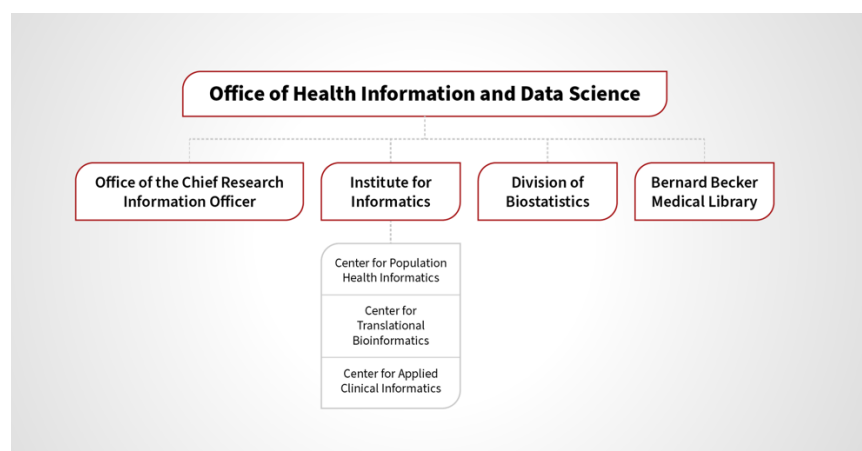 Office of Health Information and Data Science
Office of the Chief Research
Information Officer
Institute for
Informatics
Division of
Biostatistics
Bernard Becker
Medical Library
Center for Population
Health Informatics
Center for
Translational
Bioinformatics
Center for Applied
Clinical Informatics